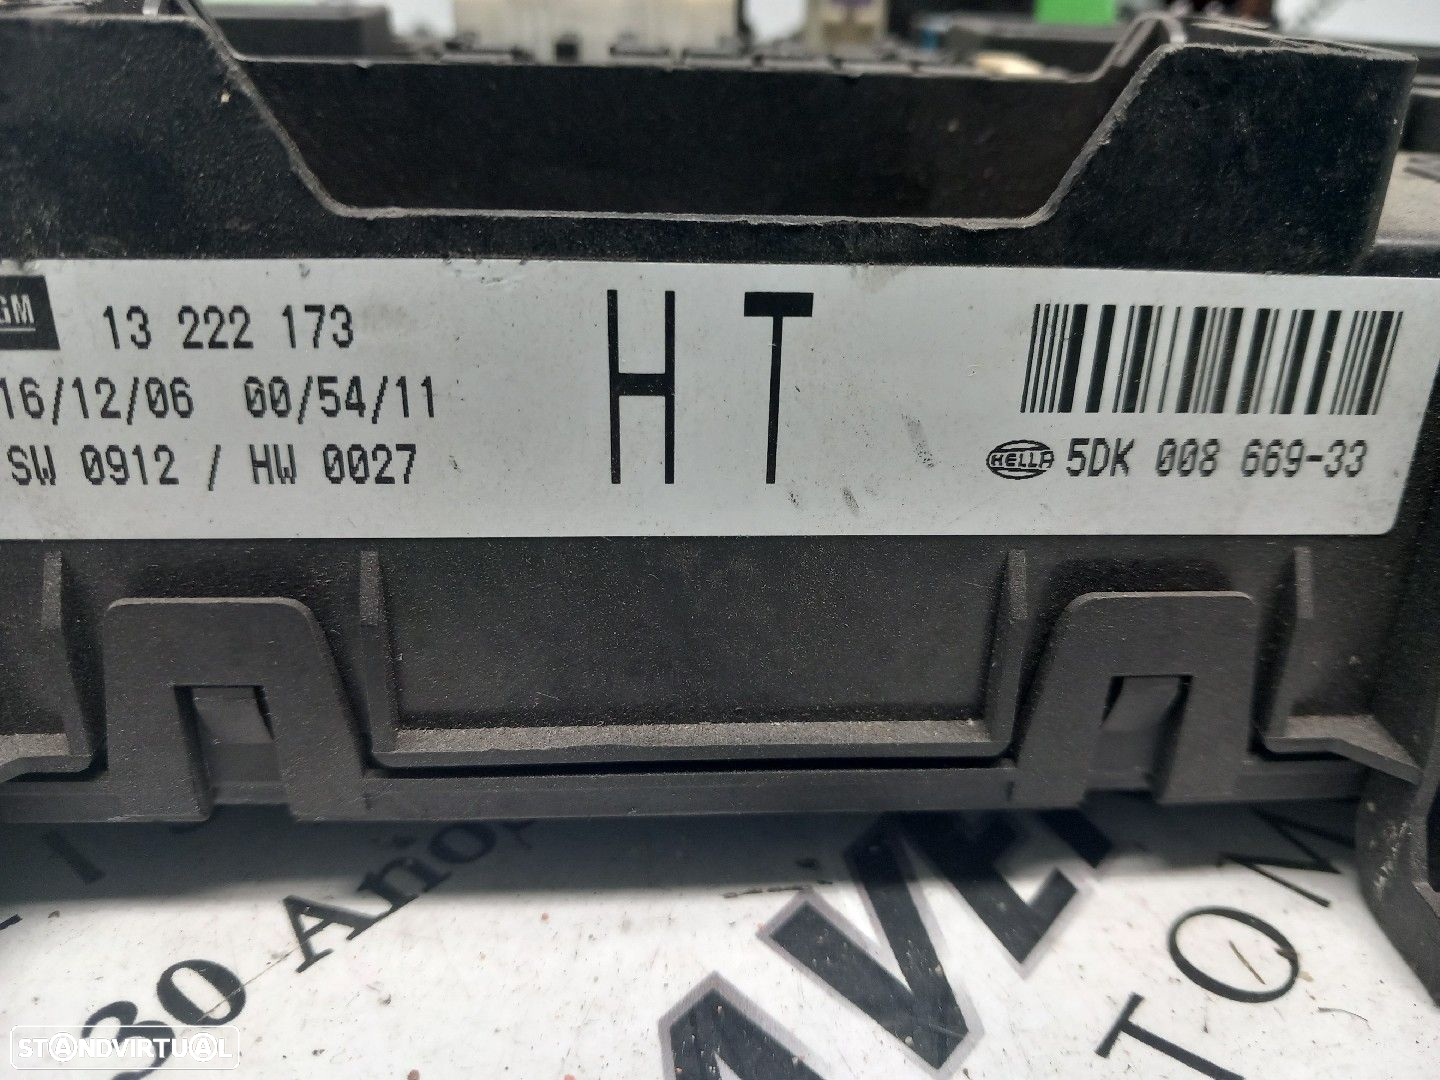 GM
13 222 173
16/12/06 00/54/11
SW 0912 / HW 0027
HT
HELLA 5DK 008 669-33
30 Anos
STANDVIRTUAL